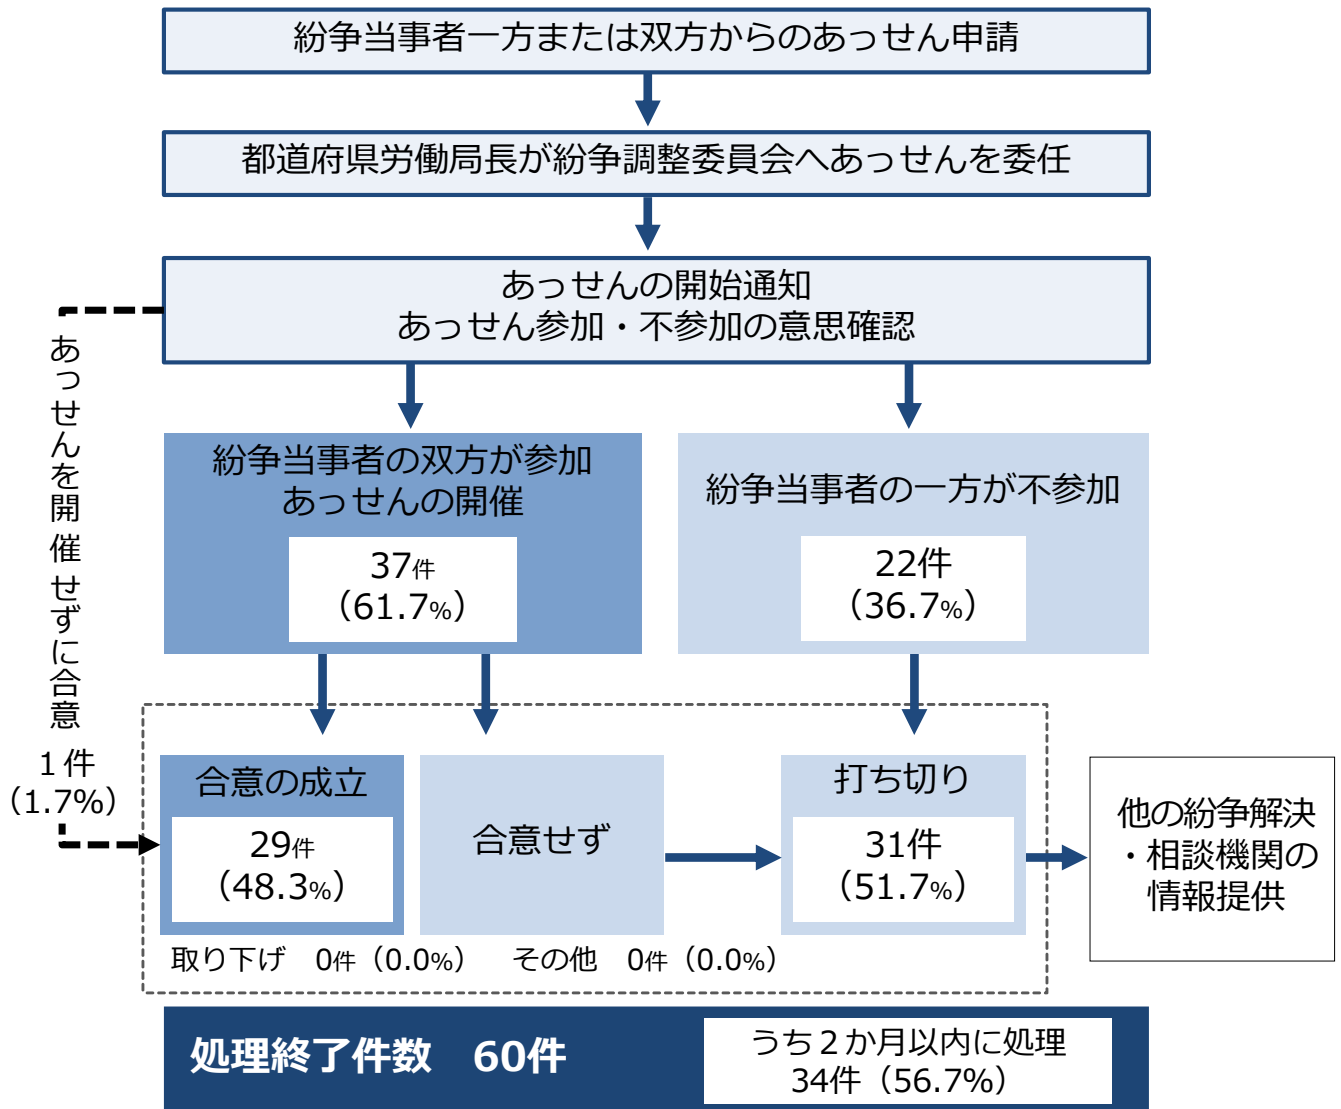 紛争当事者一方または双方からのあっせん申請
都道府県労働局長が紛争調整委員会へあっせんを委任
あっせんの開始通知
あっせん参加・不参加の意思確認
あっせんを開催せずに合意
1件
（1.7%）
紛争当事者の双方が参加
あっせんの開催
37件
（61.7%）
紛争当事者の一方が不参加
22件
（36.7%）
合意の成立
29件
（48.3%）
合意せず
打ち切り
31件
（51.7%）
他の紛争解決
・相談機関の
情報提供
取り下げ　0件（0.0%）　その他　0件（0.0%）
処理終了件数　60件
うち２か月以内に処理
34件（56.7%）